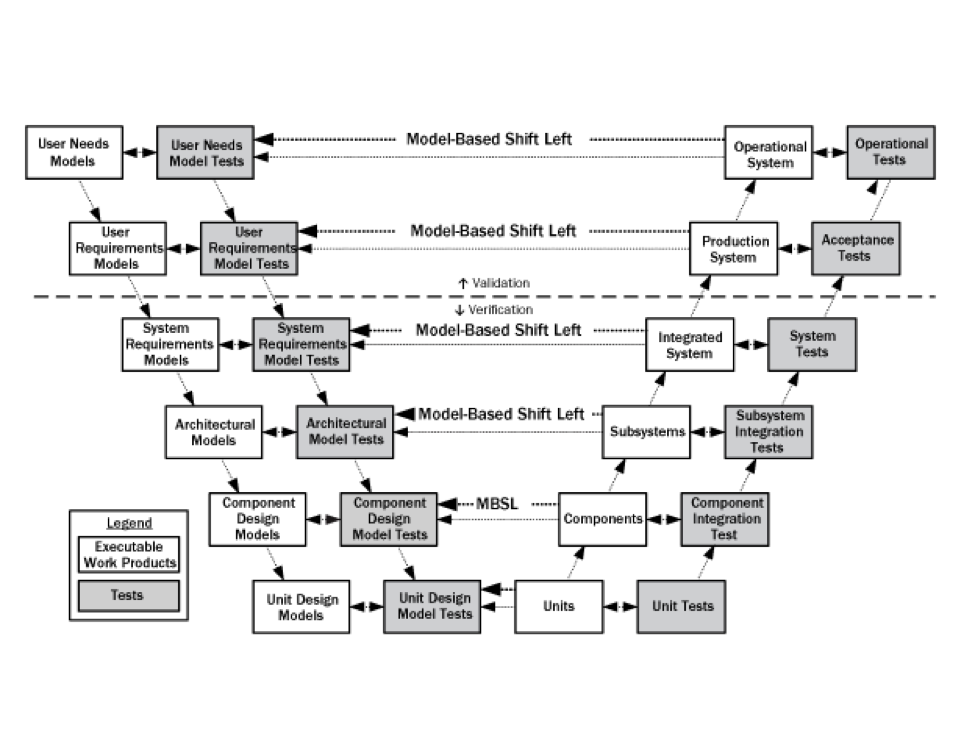 User Needs
Models
User Needs
Model Tests
Model-Based Shift Left
Operational
System
Operational
Tests
User
Requirements
Models
User
Requirements
Model Tests
Model-Based Shift Left
Production
System
Acceptance
Tests
↑ Validation
↓ Verification
System
Requirements
Models
System
Requirements
Model Tests
Model-Based Shift Left
Integrated
System
System
Tests
Architectural
Models
Architectural
Model Tests
Model-Based Shift Left
Subsystems
Subsystem
Integration
Tests
Component
Design
Models
Component
Design
Model Tests
MBSL
Components
Component
Integration
Test
Legend
Executable
Work Products
Tests
Unit Design
Models
Unit Design
Model Tests
Units
Unit Tests